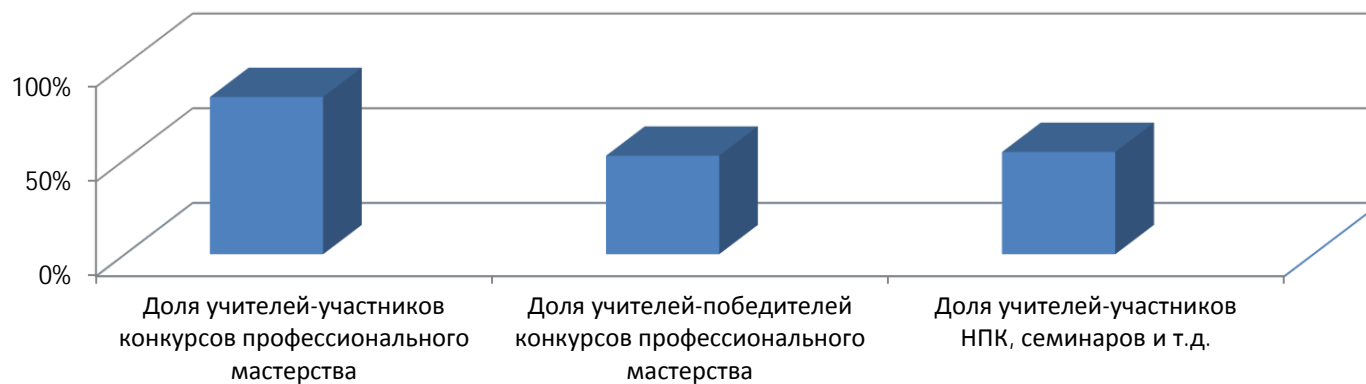 100%
50%
0%
Доля учителей-участников
конкурсов профессионального
мастерства
Доля учителей-победителей
конкурсов профессионального
мастерства
Доля учителей-участников
НПК, семинаров и т.д.